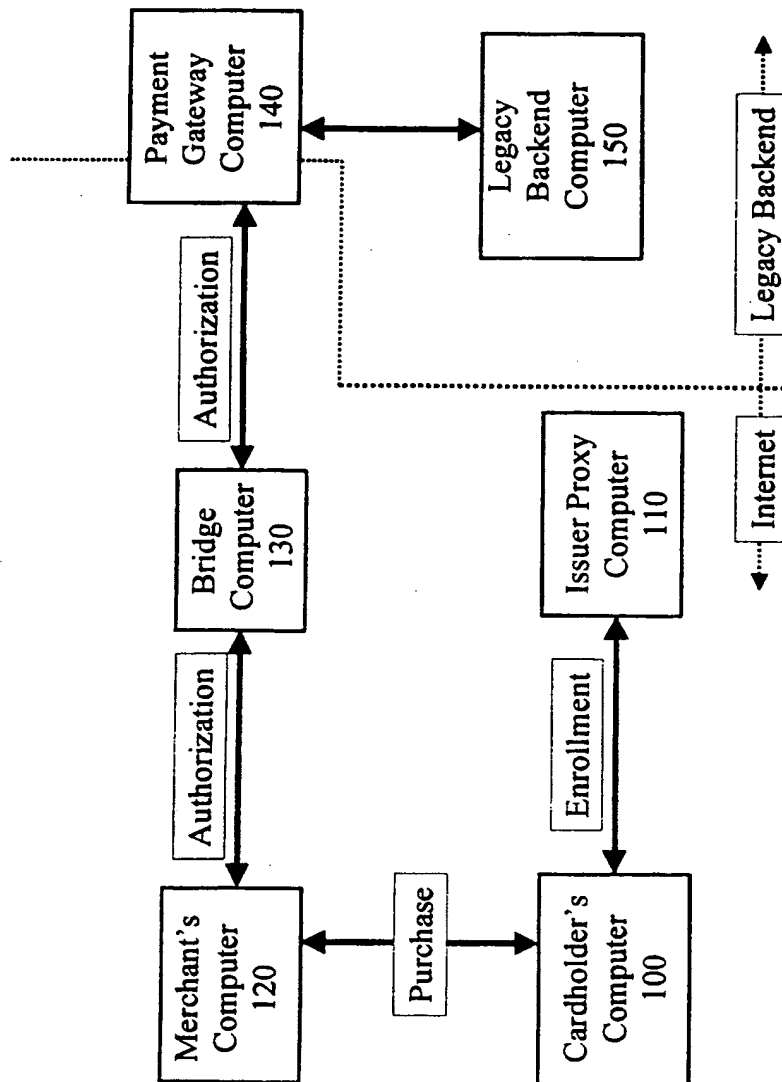 Merchant's
Computer
120
Authorization
Bridge
Computer
130
Authorization
Payment
Gateway
Computer
140
Purchase
Cardholder's
Computer
100
Enrollment
Issuer Proxy
Computer
110
Legacy
Backend
Computer
150
Internet
Legacy Backend